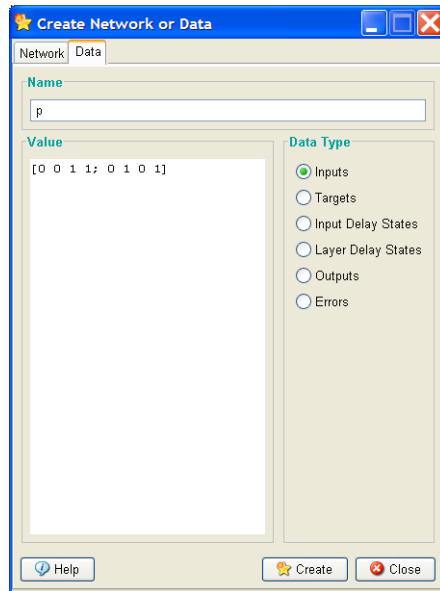 Create Network or Data
Network Data
Name
p
Value
[0 0 1 1; 0 1 0 1]
Data Type
Inputs
Targets
Input Delay States
Layer Delay States
Outputs
Errors
Help Create Close